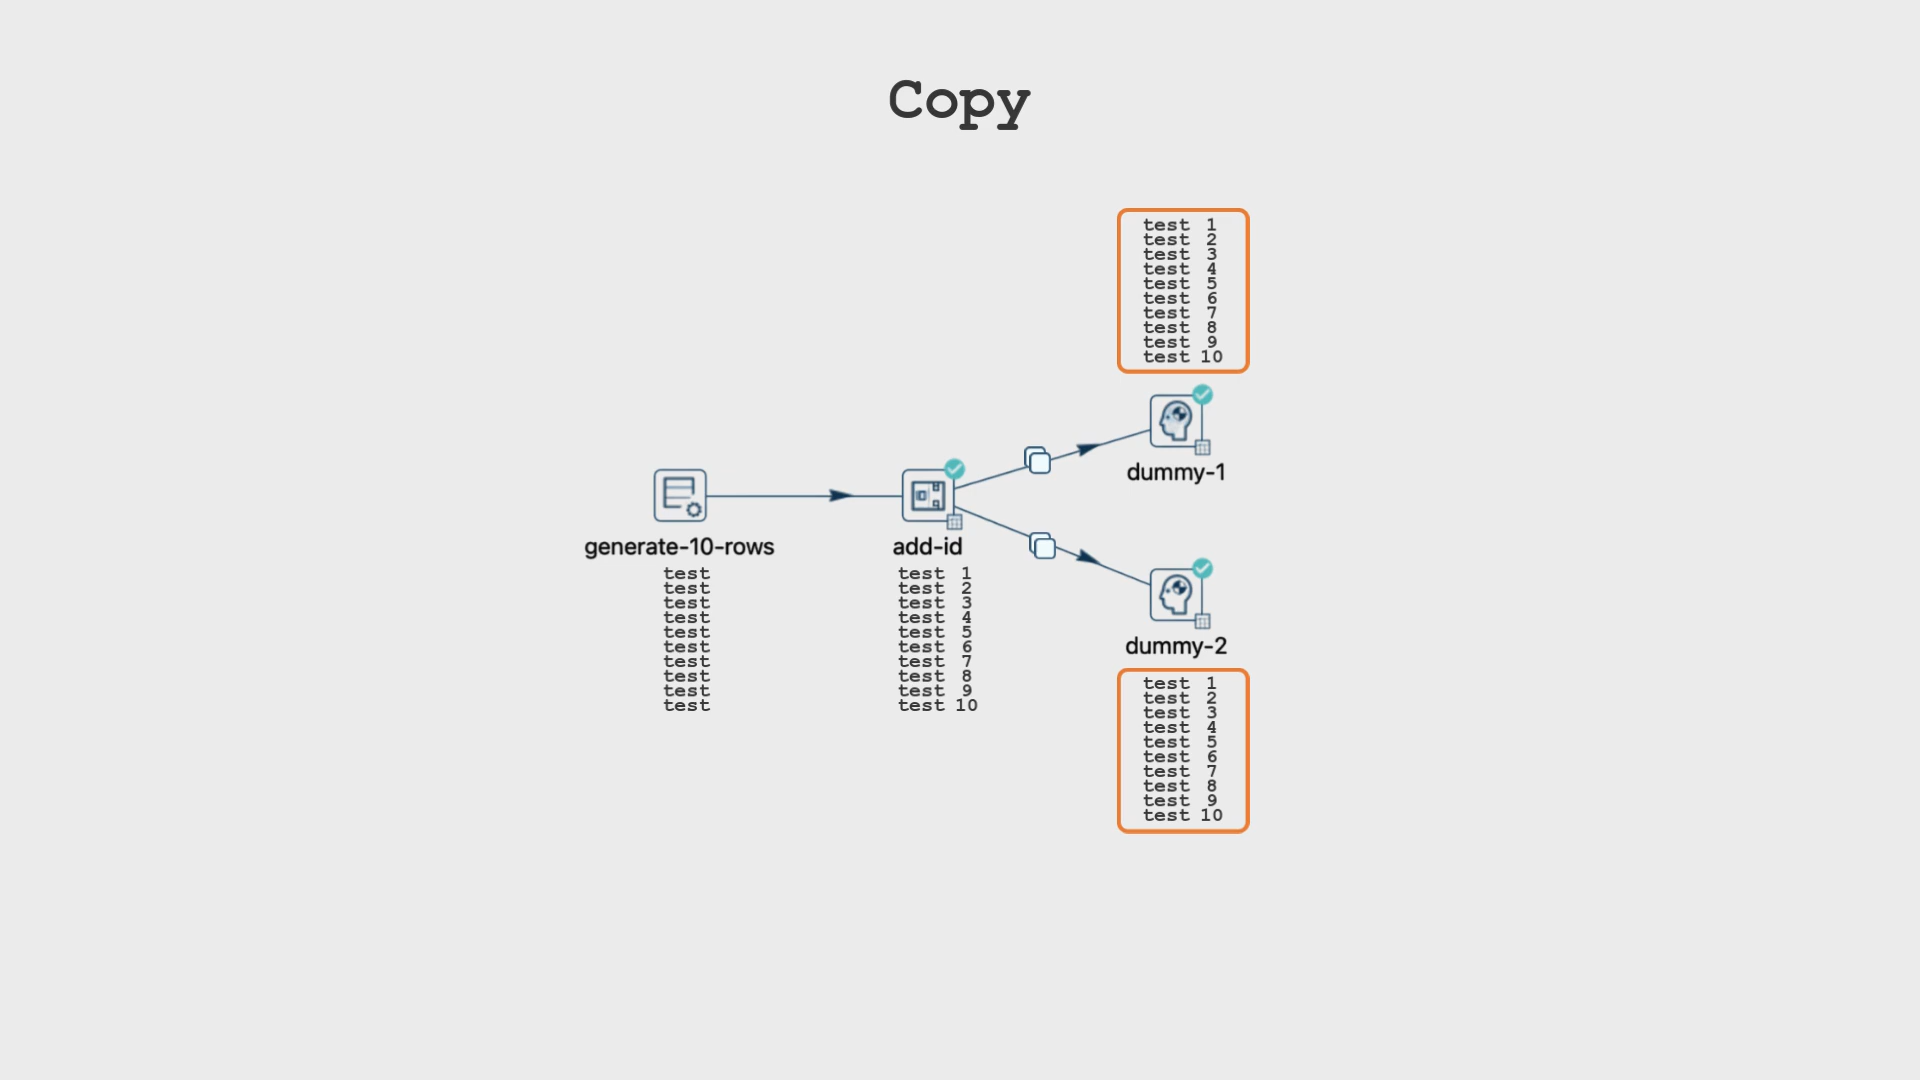 Copy
test 1
test 2
test 3
test 4
test 5
test 6
test 7
test 8
test 9
test 10
dummy-1
generate-10-rows
test
test
test
test
test
test
test
test
test
test
add-id
test 1
test 2
test 3
test 4
test 5
test 6
test 7
test 8
test 9
test 10
dummy-2
test 1
test 2
test 3
test 4
test 5
test 6
test 7
test 8
test 9
test 10